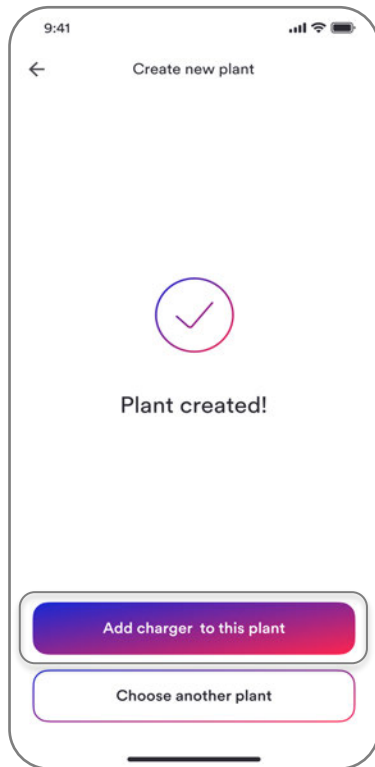 9:41
Create new plant
Plant created!
Add charger to this plant
Choose another plant